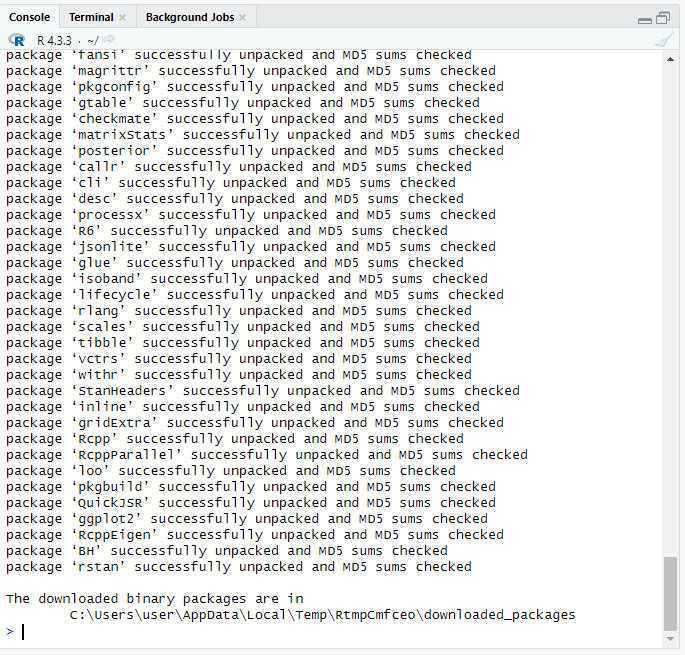 Console Terminal Background Jobs
R R 4.3.3 · ~/
package ‘fansi’ successfully unpacked and MD5 sums checked
package ‘magrittr’ successfully unpacked and MD5 sums checked
package ‘pkgconfig’ successfully unpacked and MD5 sums checked
package ‘gtable’ successfully unpacked and MD5 sums checked
package ‘checkmate’ successfully unpacked and MD5 sums checked
package ‘matrixStats’ successfully unpacked and MD5 sums checked
package ‘posterior’ successfully unpacked and MD5 sums checked
package ‘callr’ successfully unpacked and MD5 sums checked
package ‘cli’ successfully unpacked and MD5 sums checked
package ‘desc’ successfully unpacked and MD5 sums checked
package ‘processx’ successfully unpacked and MD5 sums checked
package ‘R6’ successfully unpacked and MD5 sums checked
package ‘jsonlite’ successfully unpacked and MD5 sums checked
package ‘glue’ successfully unpacked and MD5 sums checked
package ‘isoband’ successfully unpacked and MD5 sums checked
package ‘lifecycle’ successfully unpacked and MD5 sums checked
package ‘rlang’ successfully unpacked and MD5 sums checked
package ‘scales’ successfully unpacked and MD5 sums checked
package ‘tibble’ successfully unpacked and MD5 sums checked
package ‘vctrs’ successfully unpacked and MD5 sums checked
package ‘withr’ successfully unpacked and MD5 sums checked
package ‘StanHeaders’ successfully unpacked and MD5 sums checked
package ‘inline’ successfully unpacked and MD5 sums checked
package ‘gridExtra’ successfully unpacked and MD5 sums checked
package ‘Rcpp’ successfully unpacked and MD5 sums checked
package ‘RcppParallel’ successfully unpacked and MD5 sums checked
package ‘loo’ successfully unpacked and MD5 sums checked
package ‘pkgbuild’ successfully unpacked and MD5 sums checked
package ‘QuickJSR’ successfully unpacked and MD5 sums checked
package ‘ggplot2’ successfully unpacked and MD5 sums checked
package ‘RcppEigen’ successfully unpacked and MD5 sums checked
package ‘BH’ successfully unpacked and MD5 sums checked
package ‘rstan’ successfully unpacked and MD5 sums checked
The downloaded binary packages are in
C:\Users\user\AppData\Local\Temp\RtmpCmfceo\downloaded_packages
>